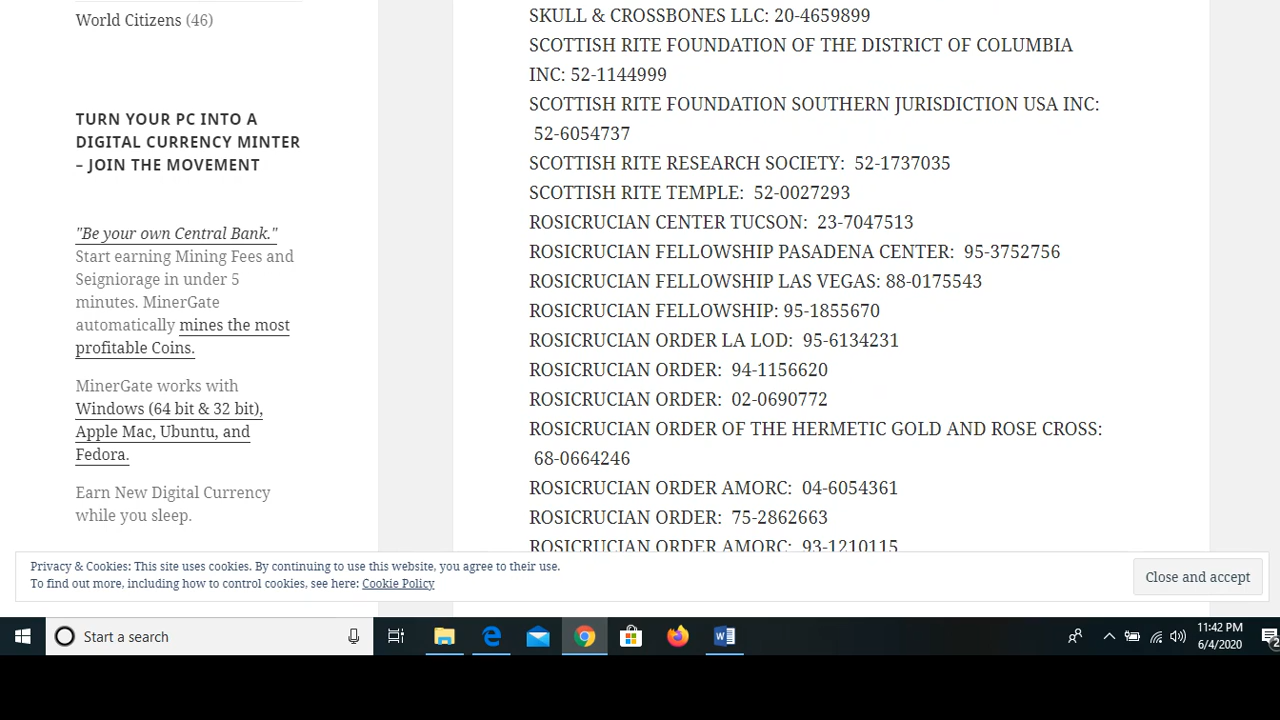 World Citizens (46)
TURN YOUR PC INTO A
DIGITAL CURRENCY MINTER
– JOIN THE MOVEMENT
"Be your own Central Bank."
Start earning Mining Fees and
Seigniorage in under 5
minutes. MinerGate
automatically mines the most
profitable Coins.
MinerGate works with
Windows (64 bit & 32 bit),
Apple Mac, Ubuntu, and
Fedora.
Earn New Digital Currency
while you sleep.
SKULL & CROSSBONES LLC: 20-4659899
SCOTTISH RITE FOUNDATION OF THE DISTRICT OF COLUMBIA
INC: 52-1144999
SCOTTISH RITE FOUNDATION SOUTHERN JURISDICTION USA INC:
52-6054737
SCOTTISH RITE RESEARCH SOCIETY: 52-1737035
SCOTTISH RITE TEMPLE: 52-0027293
ROSICRUCIAN CENTER TUCSON: 23-7047513
ROSICRUCIAN FELLOWSHIP PASADENA CENTER: 95-3752756
ROSICRUCIAN FELLOWSHIP LAS VEGAS: 88-0175543
ROSICRUCIAN FELLOWSHIP: 95-1855670
ROSICRUCIAN ORDER LA LOD: 95-6134231
ROSICRUCIAN ORDER: 94-1156620
ROSICRUCIAN ORDER: 02-0690772
ROSICRUCIAN ORDER OF THE HERMETIC GOLD AND ROSE CROSS:
68-0664246
ROSICRUCIAN ORDER AMORC: 04-6054361
ROSICRUCIAN ORDER: 75-2862663
ROSICRUCIAN ORDER AMORC: 93-1210115
Privacy & Cookies: This site uses cookies. By continuing to use this website, you agree to their use.
To find out more, including how to control cookies, see here: Cookie Policy
Close and accept
Start a search
11:42 PM
6/4/2020
2